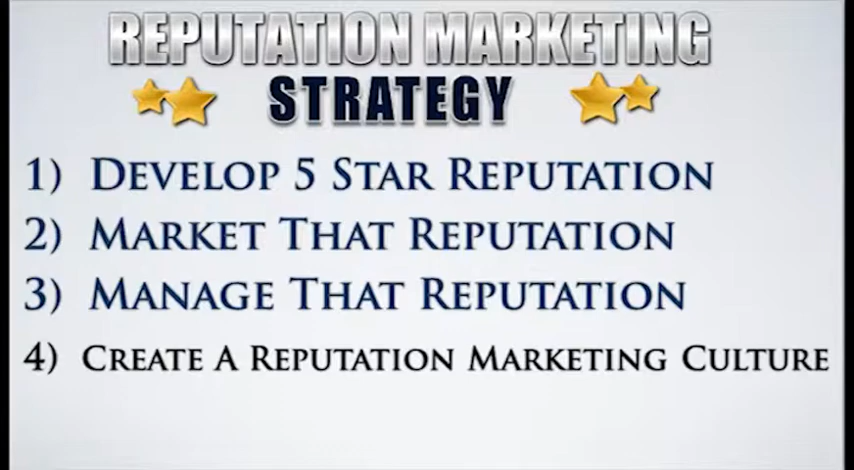 REPUTATION MARKETING
STRATEGY
1) DEVELOP 5 STAR REPUTATION
2) MARKET THAT REPUTATION
3) MANAGE THAT REPUTATION
4) CREATE A REPUTATION MARKETING CULTURE